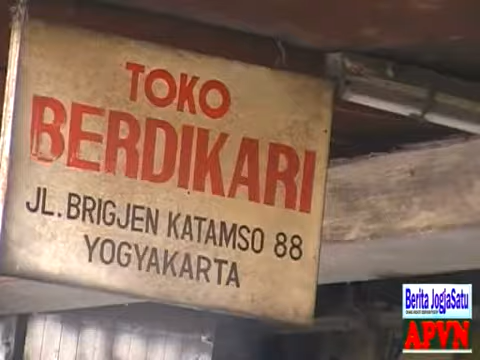 TOKO
BERDIKARI
JL. BRIGJEN KATAMSO 88
YOGYAKARTA
Berita JogjaSatu
APVN